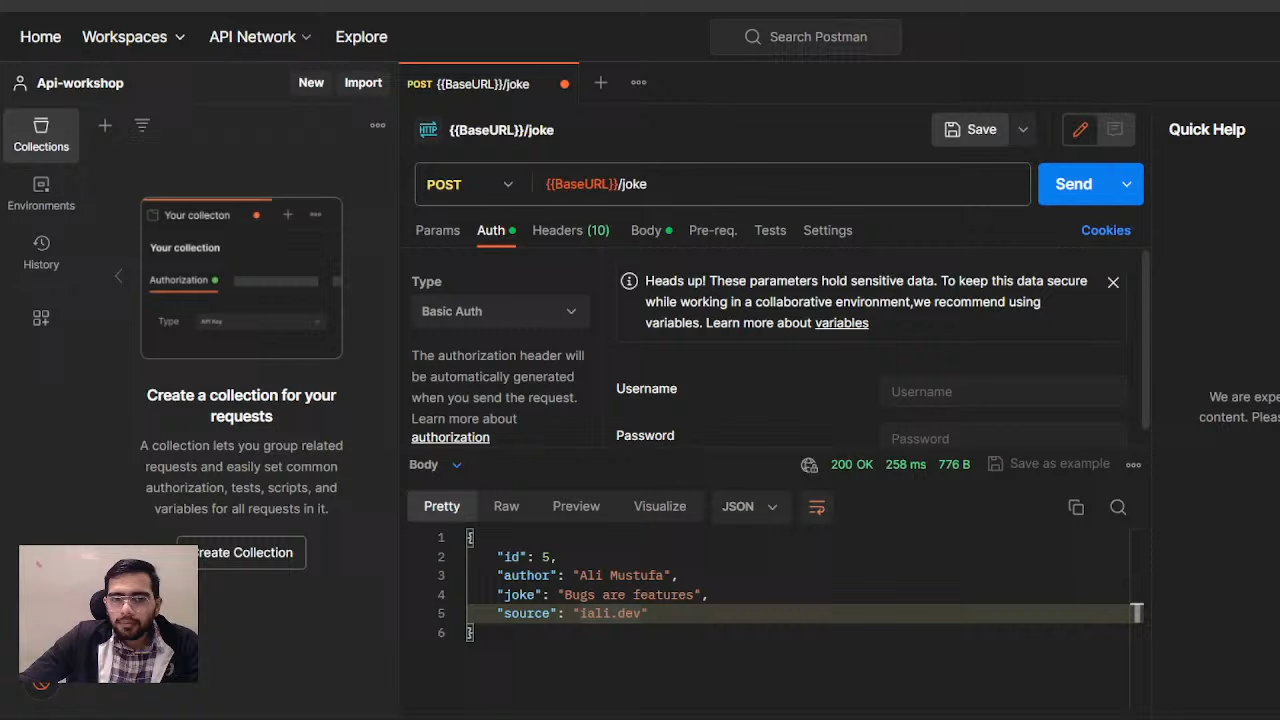 Home Workspaces API Network Explore Search Postman
Api-workshop New Import
POST {{BaseURL}}/joke
Collections
Environments
History
Your collecton
Your collection
Authorization
Type API Key
Create a collection for your
requests
A collection lets you group related
requests and easily set common
authorization, tests, scripts, and
variables for all requests in it.
Create Collection
HTTP {{BaseURL}}/joke Save
POST {{BaseURL}}/joke Send
Params Auth Headers (10) Body Pre-req. Tests Settings Cookies
Type
Basic Auth
The authorization header will
be automatically generated
when you send the request.
Learn more about
authorization
Heads up! These parameters hold sensitive data. To keep this data secure
while working in a collaborative environment,we recommend using
variables. Learn more about variables
Username Username
Password Password
Body 200 OK 258 ms 776 B Save as example
Pretty Raw Preview Visualize JSON
1 {
2 "id": 5,
3 "author": "Ali Mustufa",
4 "joke": "Bugs are features",
5 "source": "iali.dev"
6 }
Quick Help
We are expe
content. Pleas